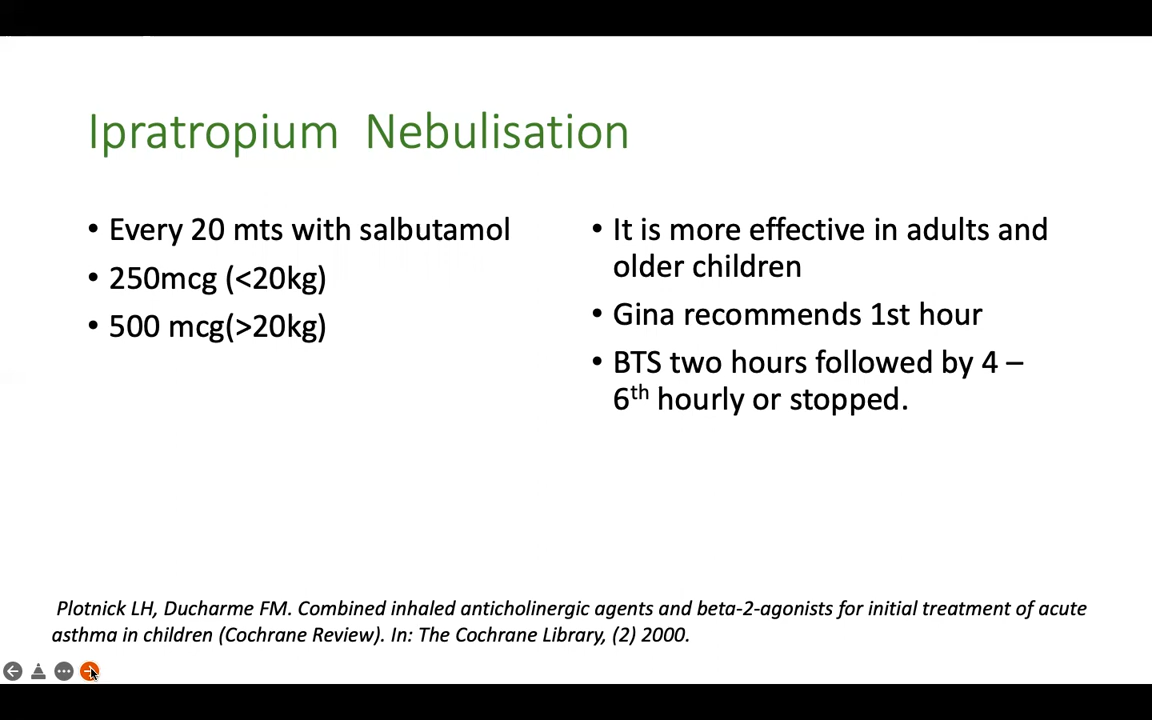 Ipratropium Nebulisation
• Every 20 mts with salbutamol
• 250mcg (<20kg)
• 500 mcg(>20kg)
• It is more effective in adults and
older children
• Gina recommends 1st hour
• BTS two hours followed by 4 –
6th hourly or stopped.
Plotnick LH, Ducharme FM. Combined inhaled anticholinergic agents and beta-2-agonists for initial treatment of acute
asthma in children (Cochrane Review). In: The Cochrane Library, (2) 2000.